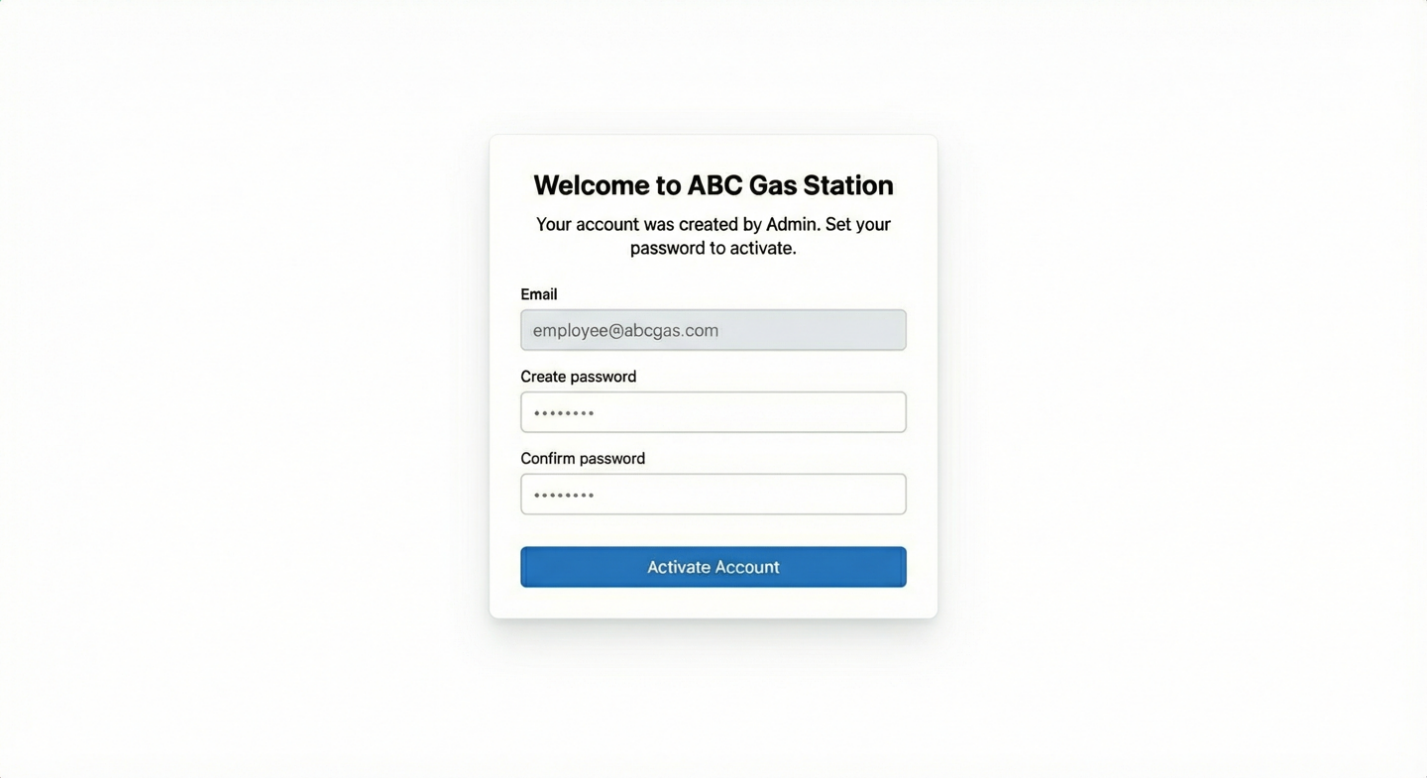 Welcome to ABC Gas Station
Your account was created by Admin. Set your
password to activate.
Email
employee@abcgas.com
Create password
••••••••
Confirm password
••••••••
Activate Account